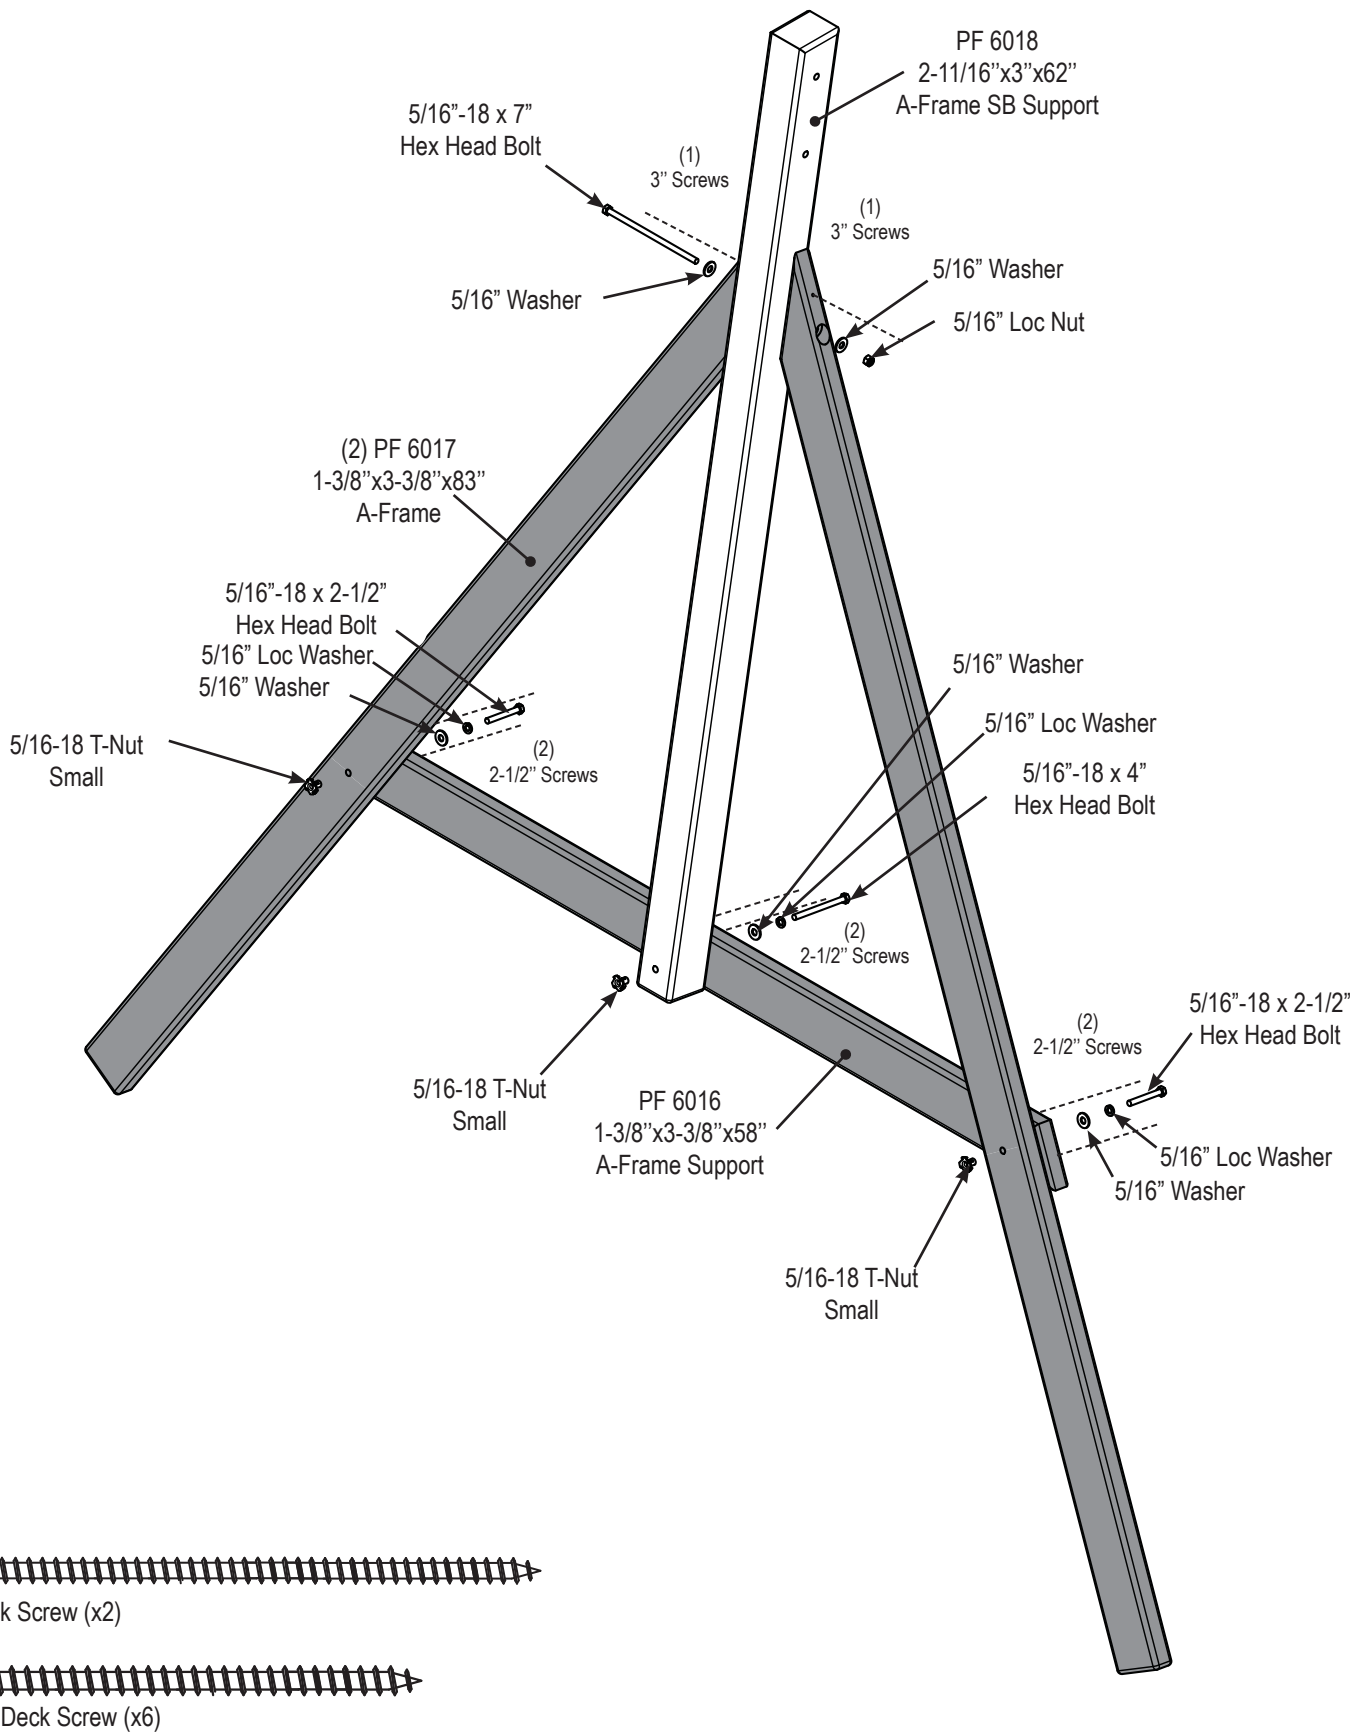 PF 6018
2-11/16’’x3’’x62’’
A-Frame SB Support
5/16”-18 x 7”
Hex Head Bolt
(1)
3’’ Screws
(1)
3’’ Screws
5/16” Washer
5/16” Washer
5/16” Loc Nut
(2) PF 6017
1-3/8’’x3-3/8’’x83’’
A-Frame
5/16”-18 x 2-1/2”
Hex Head Bolt
5/16” Loc Washer
5/16” Washer
5/16-18 T-Nut
Small
(2)
2-1/2’’ Screws
5/16” Washer
5/16” Loc Washer
5/16”-18 x 4”
Hex Head Bolt
(2)
2-1/2’’ Screws
5/16-18 T-Nut
Small
PF 6016
1-3/8’’x3-3/8’’x58’’
A-Frame Support
(2)
2-1/2’’ Screws
5/16”-18 x 2-1/2”
Hex Head Bolt
5/16” Loc Washer
5/16” Washer
5/16-18 T-Nut
Small
k Screw (x2)
Deck Screw (x6)